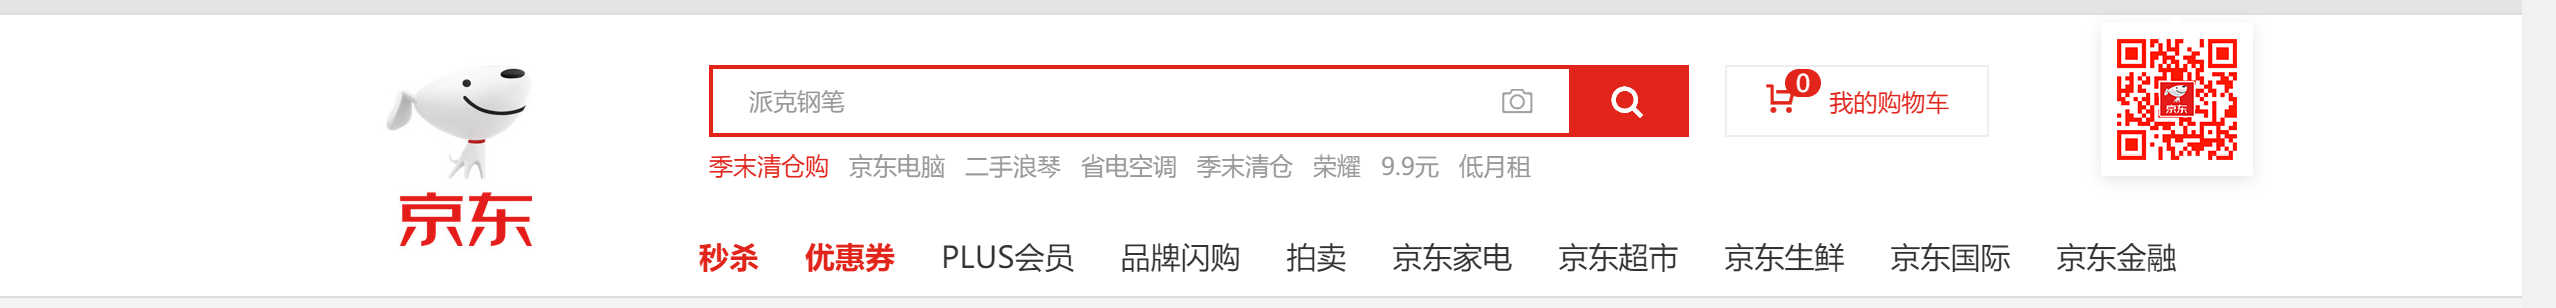 派克钢笔
0 我的购物车
京东
季末清仓购 京东电脑 二手浪琴 省电空调 季末清仓 荣耀 9.9元 低月租
京东
秒杀 优惠券 PLUS会员 品牌闪购 拍卖 京东家电 京东超市 京东生鲜 京东国际 京东金融